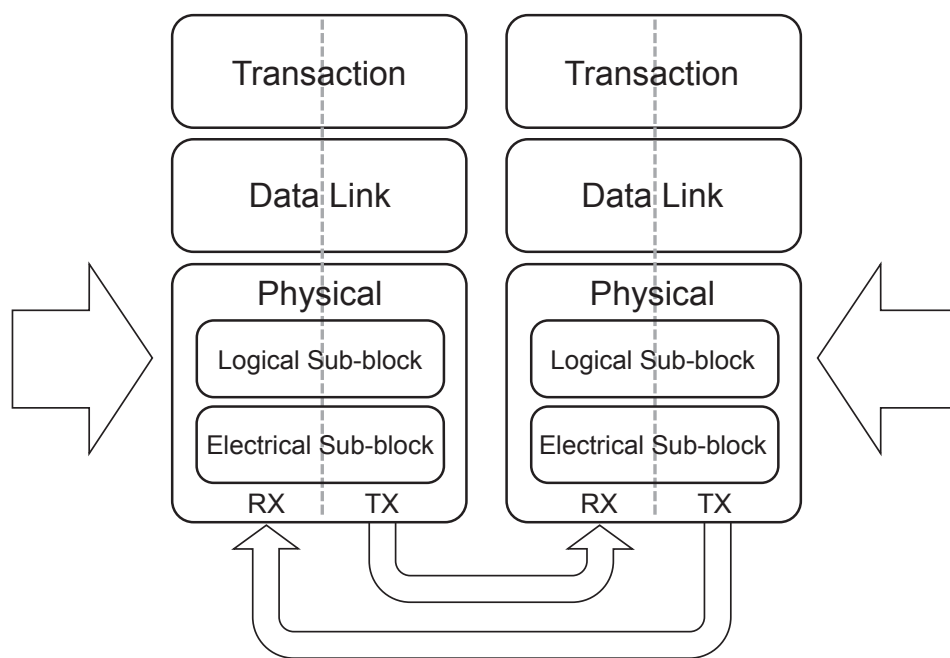 Transaction
Data Link
Physical
Logical Sub-block
Electrical Sub-block
RX TX
Transaction
Data Link
Physical
Logical Sub-block
Electrical Sub-block
RX TX